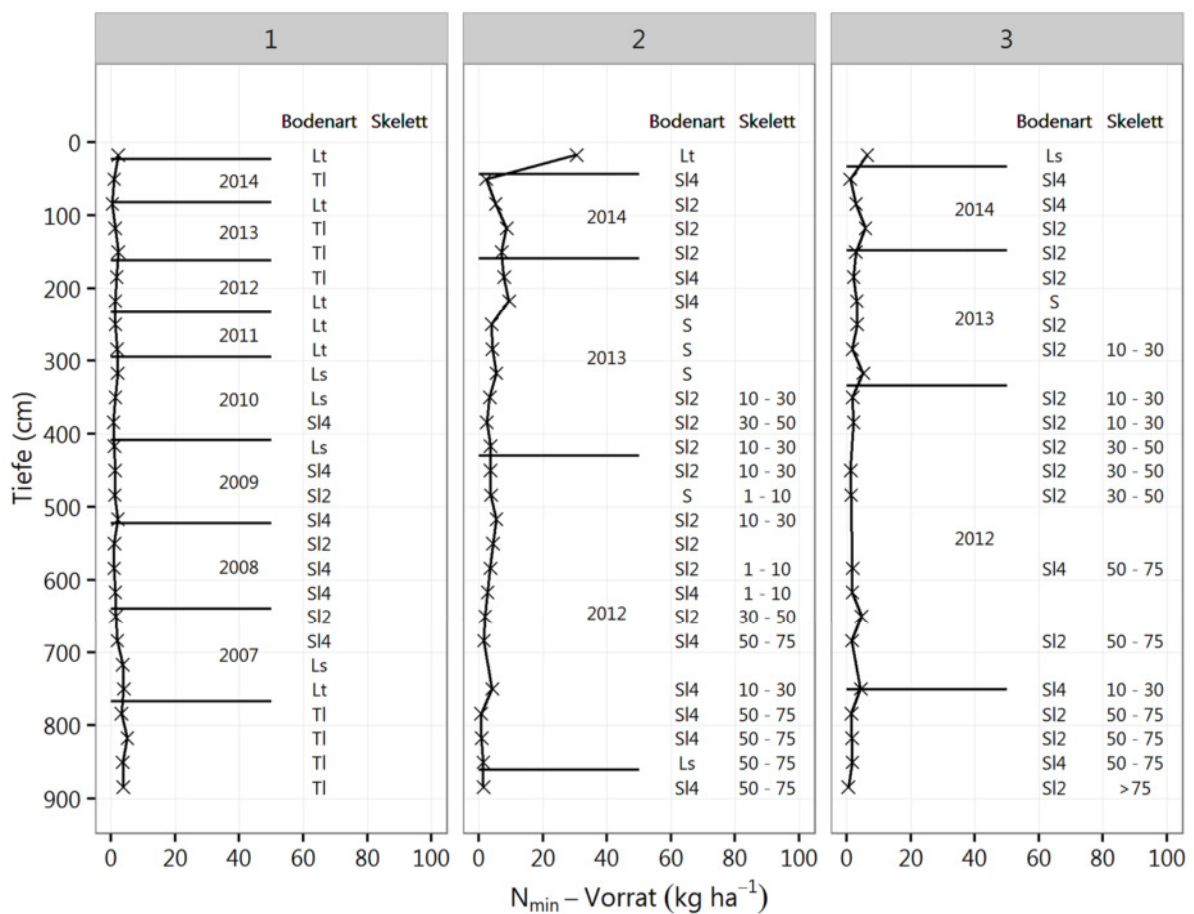 Tiefe (cm)
0
100
200
300
400
500
600
700
800
900
1
Bodenart Skelett
Lt
2014 Tl
Lt
Tl
2013
Tl
Tl
2012
Lt
Lt
2011
Lt
Ls
2010 Ls
Sl4
Ls
Sl4
2009
Sl2
Sl4
Sl2
2008 Sl4
Sl4
Sl2
Sl4
2007
Ls
Lt
Tl
Tl
Tl
Tl
0 20 40 60 80 100
2
Bodenart Skelett
Lt
Sl4
Sl2
2014
Sl2
Sl2
Sl4
Sl4
S
S
2013
S
Sl2 10 - 30
Sl2 30 - 50
Sl2 10 - 30
Sl2 10 - 30
S 1 - 10
Sl2 10 - 30
Sl2
Sl2 1 - 10
Sl4 1 - 10
2012
Sl2 30 - 50
Sl4 50 - 75
Sl4 10 - 30
Sl4 50 - 75
Sl4 50 - 75
Ls 50 - 75
Sl4 50 - 75
0 20 40 60 80 100
3
Bodenart Skelett
Ls
Sl4
Sl4
2014
Sl2
Sl2
Sl2
S
2013
Sl2
Sl2 10 - 30
Sl2 10 - 30
Sl2 10 - 30
Sl2 30 - 50
Sl2 30 - 50
Sl2 30 - 50
2012
Sl4 50 - 75
Sl2 50 - 75
Sl4 10 - 30
Sl2 50 - 75
Sl2 50 - 75
Sl4 50 - 75
Sl2 >75
0 20 40 60 80 100
Nmin – Vorrat (kg ha⁻¹)